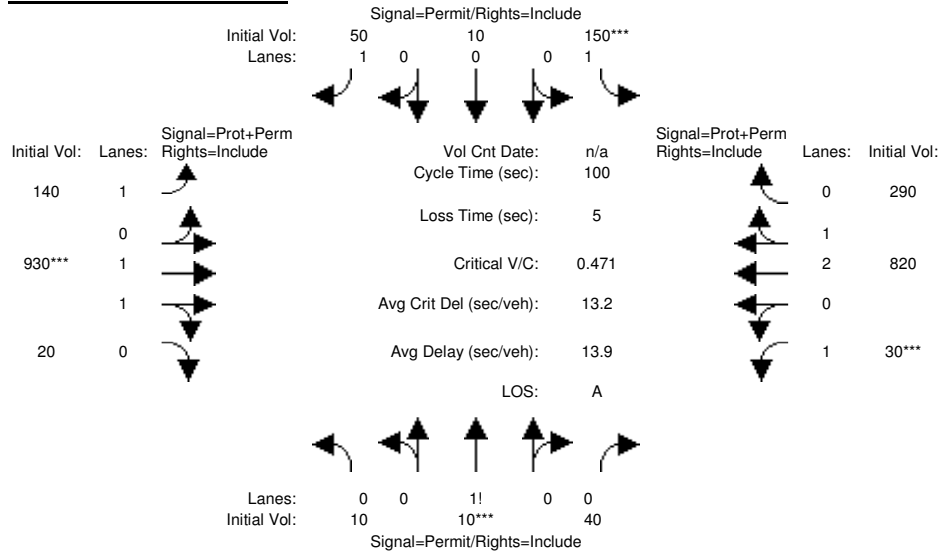 Signal=Permit/Rights=Include
Initial Vol: 50 10 150***
Lanes: 1 0 0 0 1
Signal=Prot+Perm
Rights=Include
Initial Vol: Lanes:
Vol Cnt Date: n/a
Signal=Prot+Perm
Rights=Include
Lanes: Initial Vol:
Cycle Time (sec): 100
140 1
0 290
Loss Time (sec): 5
0
1
930*** 1
Critical V/C: 0.471
2 820
1
Avg Crit Del (sec/veh): 13.2
0
20 0
Avg Delay (sec/veh): 13.9
1 30***
LOS: A
Lanes: 0 0 1! 0 0
Initial Vol: 10 10*** 40
Signal=Permit/Rights=Include